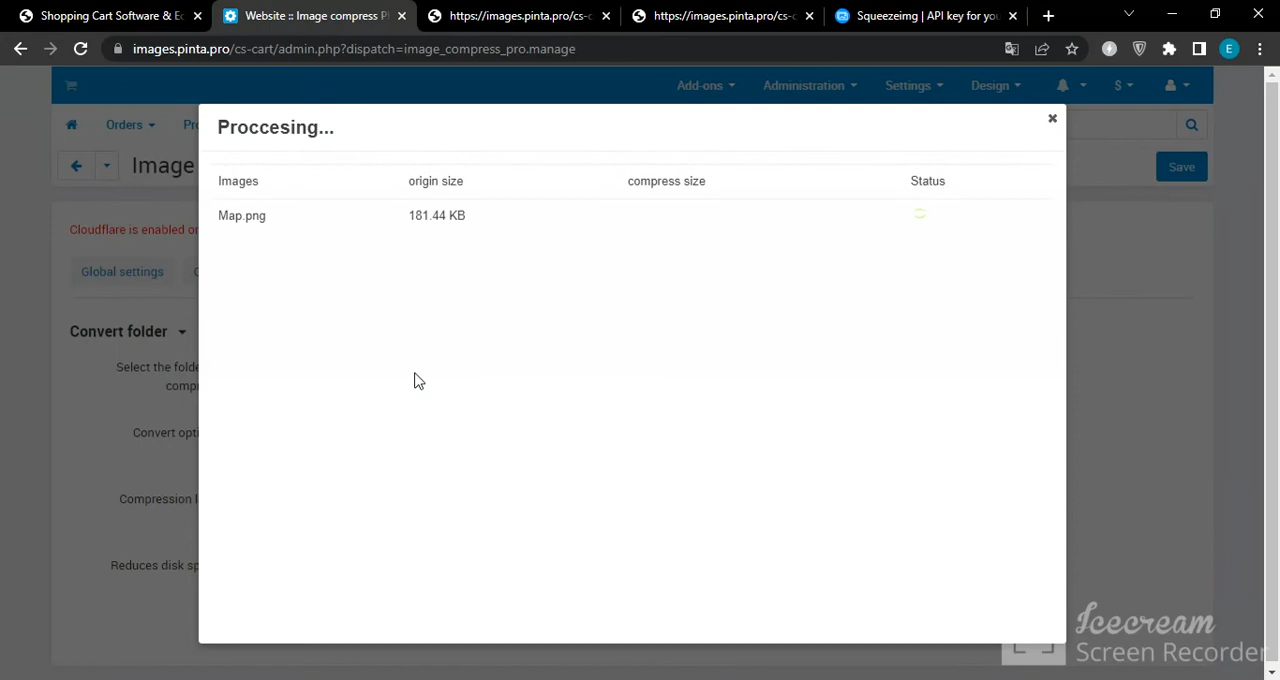 Shopping Cart Software & Ec
Website :: Image compress P
https://images.pinta.pro/cs-c
https://images.pinta.pro/cs-c
Squeezeimg | API key for you
images.pinta.pro/cs-cart/admin.php?dispatch=image_compress_pro.manage
E
Add-ons
Administration
Settings
Design
$
Proccesing...
Orders
Pr
Image
Save
Images
origin size
compress size
Status
Map.png
181.44 KB
Cloudflare is enabled or
Global settings
Convert folder
Select the folde
compr
Convert opti
Compression l
Reduces disk sp
Icecream
Screen Recorder